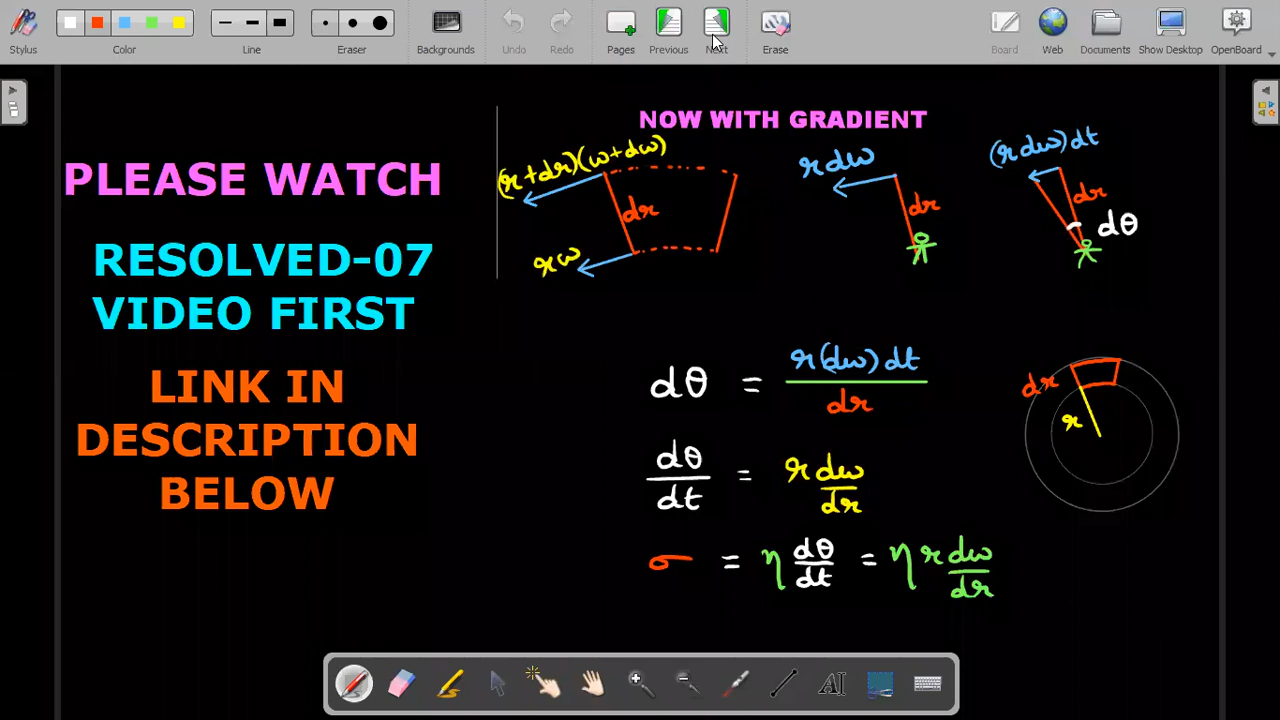 Stylus
Color
Line
Eraser
Backgrounds
Undo
Redo
Pages
Previous
Next
Erase
Board
Web
Documents
Show Desktop
OpenBoard
PLEASE WATCH
RESOLVED-07
VIDEO FIRST
LINK IN
DESCRIPTION
BELOW
NOW WITH GRADIENT
(r+dr)(ω+dω)
dr
rω
rdω
dr
(rdω)dt
dr
dθ
dθ = r(dω)dt / dr
dθ/dt = r dω/dr
σ = η dθ/dt = η r dω/dr
dr
r
AI